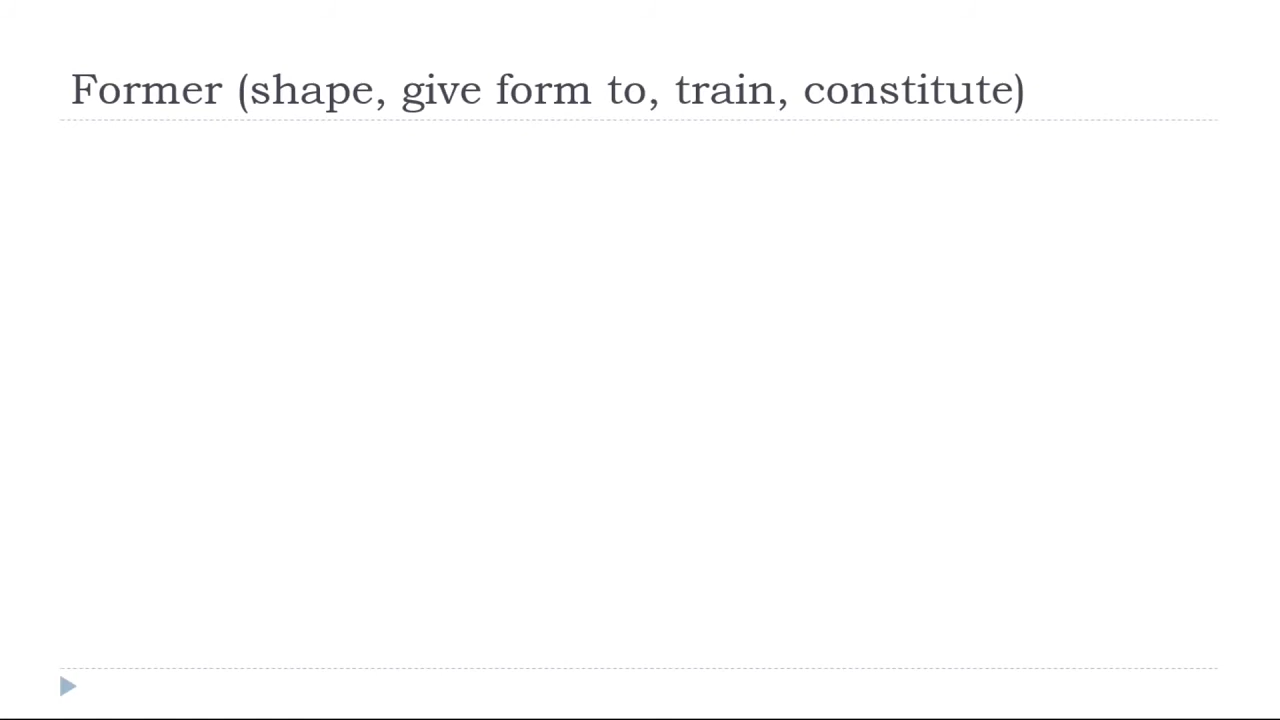 Former (shape, give form to, train, constitute)